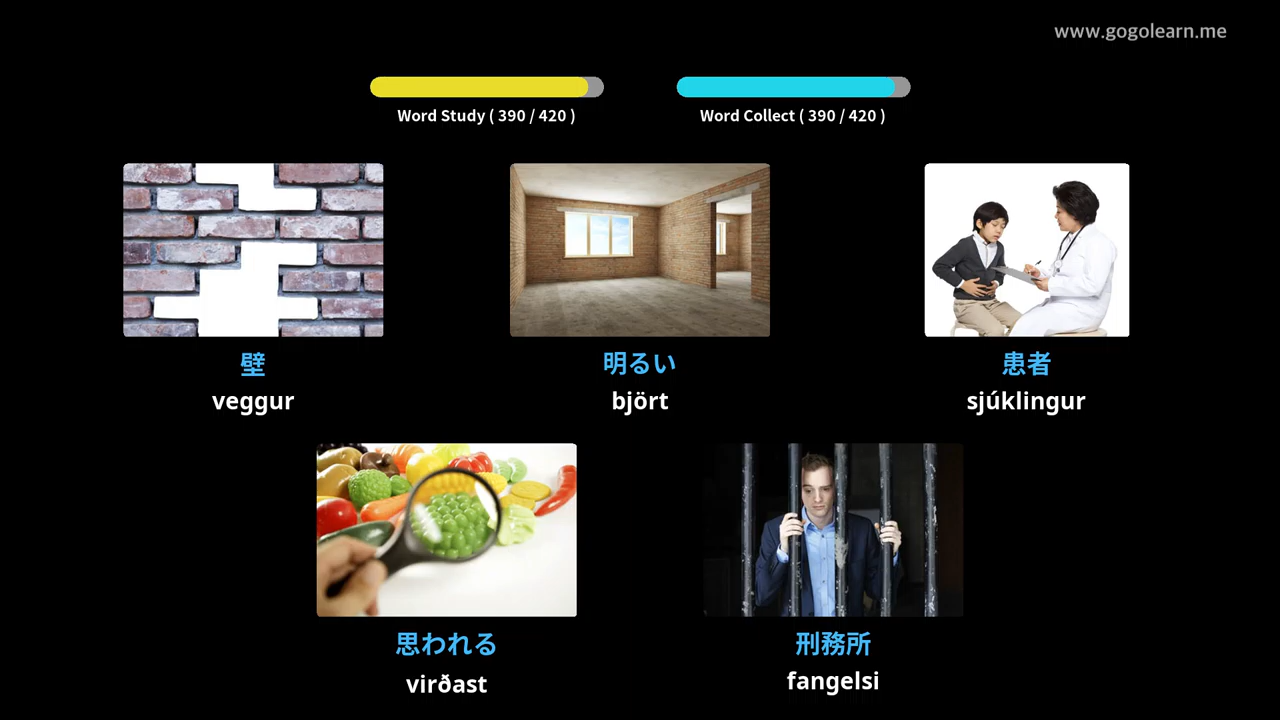 www.gogolearn.me
Word Study ( 390 / 420 )
Word Collect ( 390 / 420 )
壁
veggur
明るい
björt
患者
sjúklingur
思われる
virðast
刑務所
fangelsi